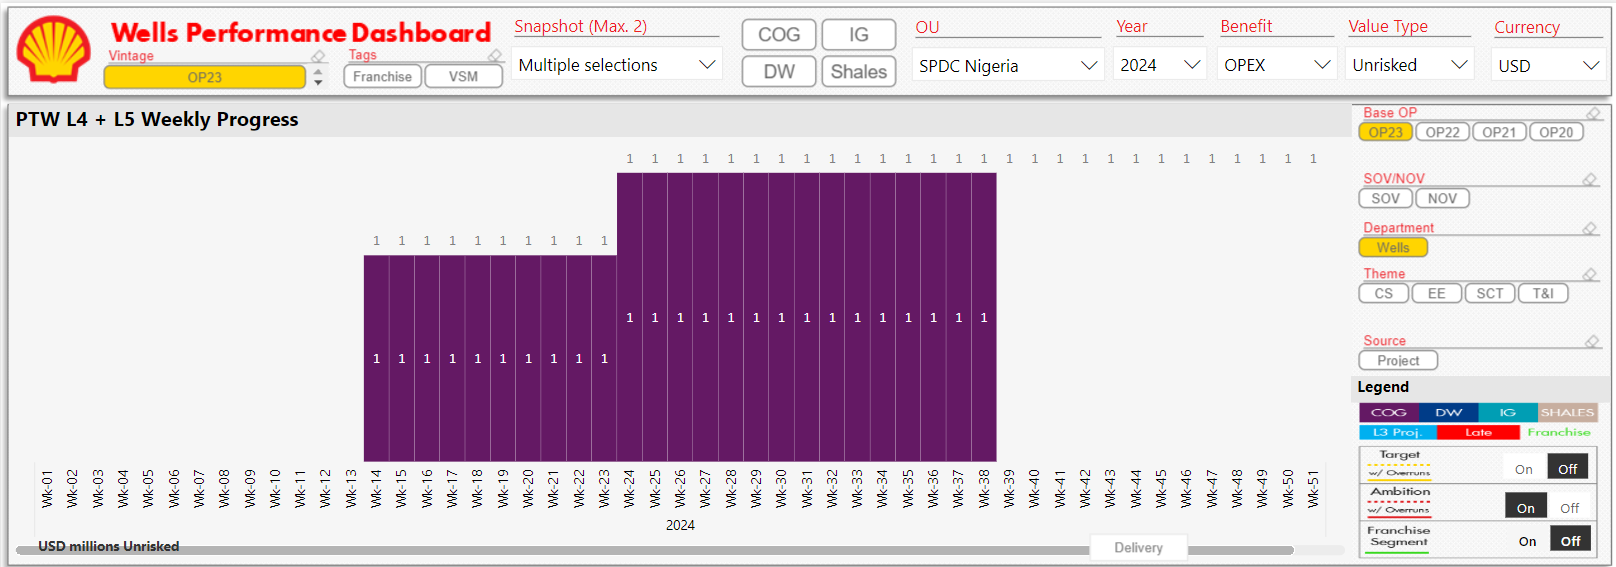 Wells Performance Dashboard
Vintage
OP23
Tags
Franchise VSM
Snapshot (Max. 2)
Multiple selections
COG IG
DW Shales
OU
SPDC Nigeria
Year
2024
Benefit
OPEX
Value Type
Unrisked
Currency
USD
PTW L4 + L5 Weekly Progress
1 1 1 1 1 1 1 1 1 1 1 1 1 1 1 1 1 1 1 1 1 1 1 1 1 1 1 1
1 1 1 1 1 1 1 1 1 1
1 1 1 1 1 1 1 1 1 1 1 1 1 1 1
1 1 1 1 1 1 1 1 1 1
Wk-01 Wk-02 Wk-03 Wk-04 Wk-05 Wk-06 Wk-07 Wk-08 Wk-09 Wk-10 Wk-11 Wk-12 Wk-13 Wk-14 Wk-15 Wk-16 Wk-17 Wk-18 Wk-19 Wk-20 Wk-21 Wk-22 Wk-23 Wk-24 Wk-25 Wk-26 Wk-27 Wk-28 Wk-29 Wk-30 Wk-31 Wk-32 Wk-33 Wk-34 Wk-35 Wk-36 Wk-37 Wk-38 Wk-39 Wk-40 Wk-41 Wk-42 Wk-43 Wk-44 Wk-45 Wk-46 Wk-47 Wk-48 Wk-49 Wk-50 Wk-51
2024
USD millions Unrisked
Delivery
Base OP
OP23 OP22 OP21 OP20
SOV/NOV
SOV NOV
Department
Wells
Theme
CS EE SCT T&I
Source
Project
Legend
COG DW IG SHALES
L3 Proj. Late Franchise
Target
w/ Overruns
On Off
Ambition
w/ Overruns
On Off
Franchise
Segment
On Off